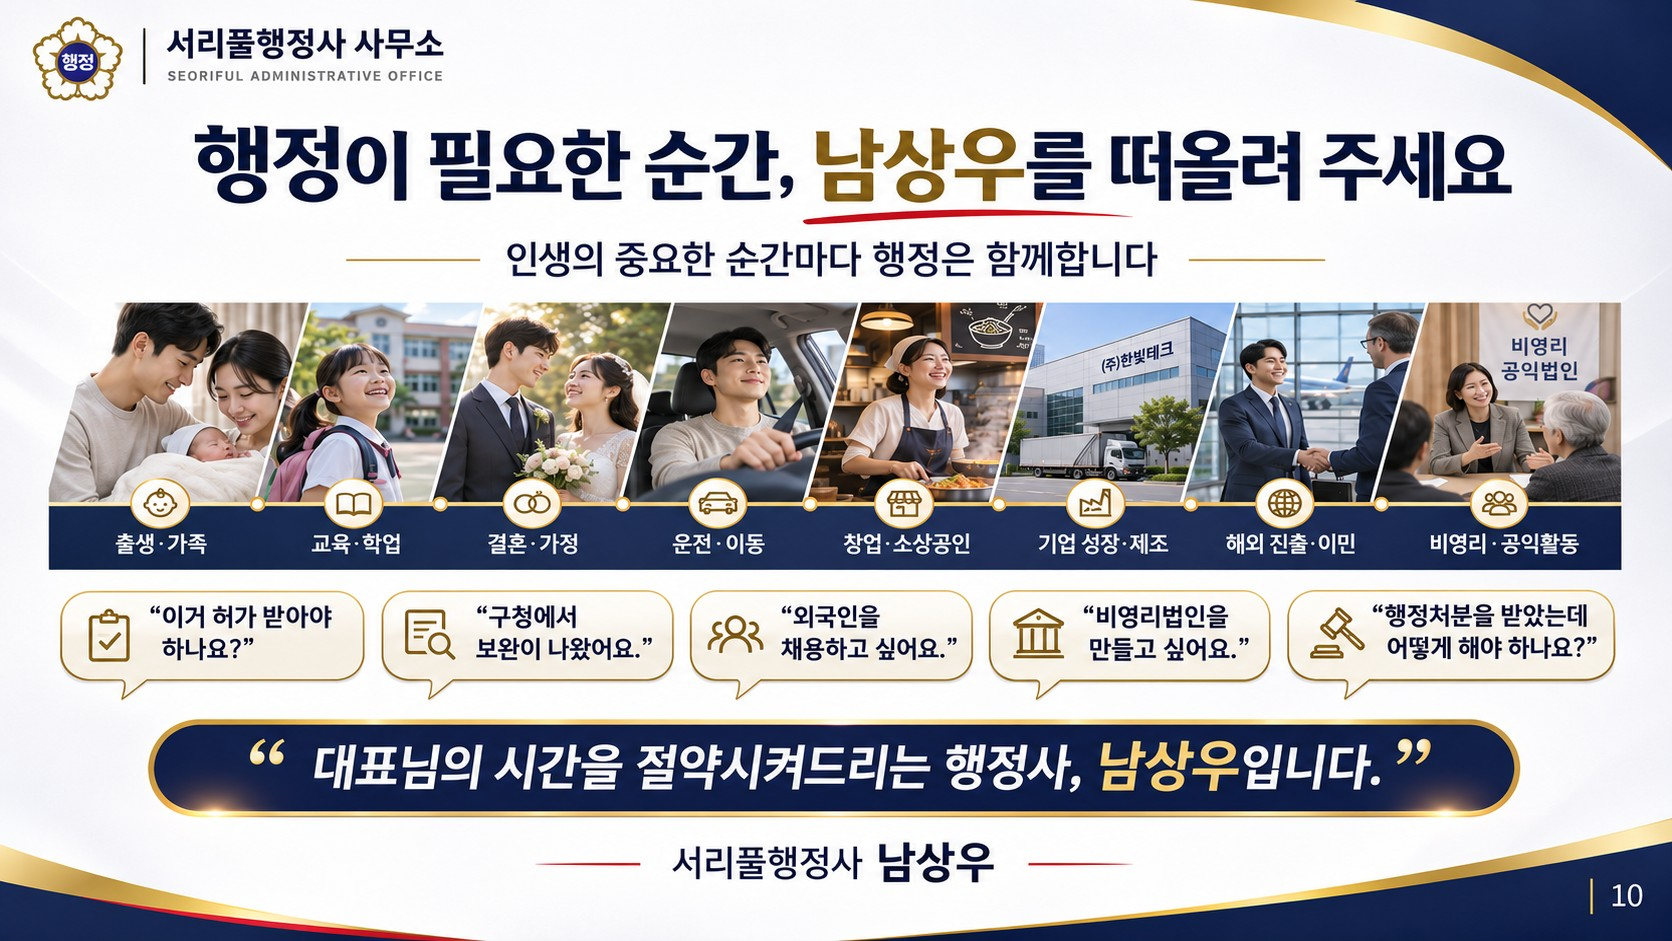 행정
서리풀행정사 사무소
SEORIFUL ADMINISTRATIVE OFFICE
행정이 필요한 순간, 남상우를 떠올려 주세요
인생의 중요한 순간마다 행정은 함께합니다
(주)한빛테크
비영리
공익법인
출생·가족
교육·학업
결혼·가정
운전·이동
창업·소상공인
기업 성장·제조
해외 진출·이민
비영리·공익활동
“이거 허가 받아야
하나요?”
“구청에서
보완이 나왔어요.”
“외국인을
채용하고 싶어요.”
“비영리법인을
만들고 싶어요.”
“행정처분을 받았는데
어떻게 해야 하나요?”
“ 대표님의 시간을 절약시켜드리는 행정사, 남상우입니다. ”
서리풀행정사 남상우
10